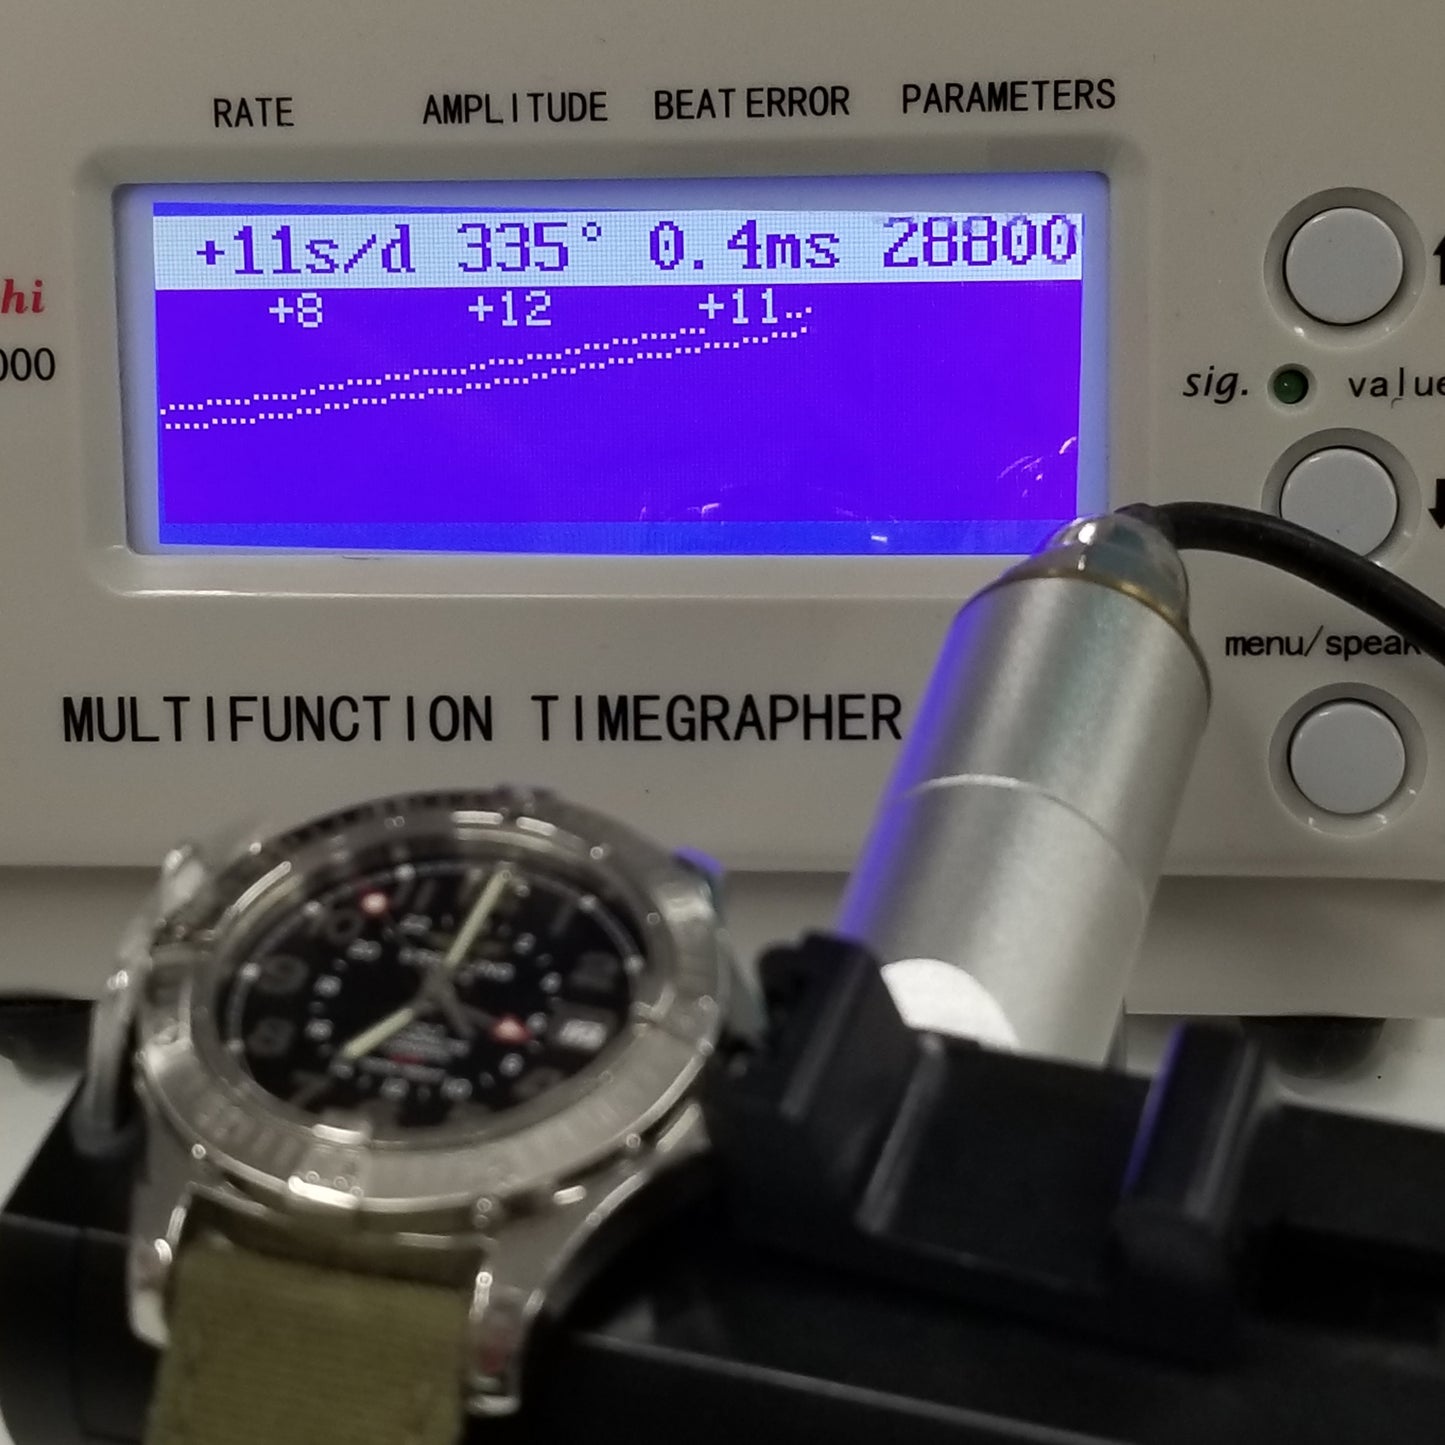 RATE AMPLITUDE BEAT ERROR PARAMETERS
+11s/d 335° 0.4ms 28800
+8 +12 +11
hi
000
sig. value
menu/speak
MULTIFUNCTION TIMEGRAPHER